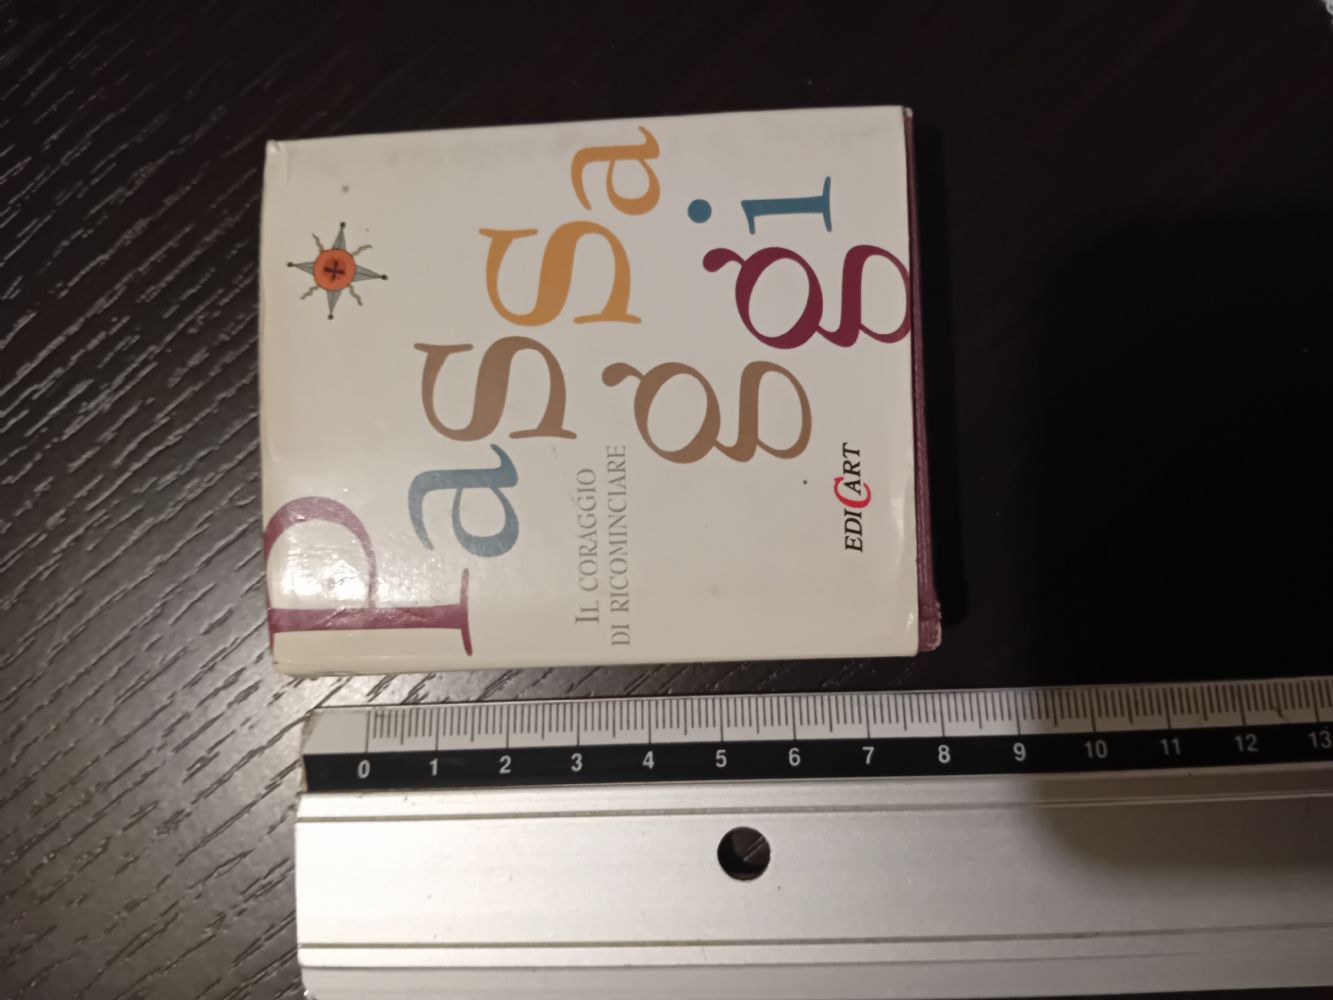 Passaggi
IL CORAGGIO
DI RICOMINCIARE
EDICART
0 1 2 3 4 5 6 7 8 9 10 11 12 13